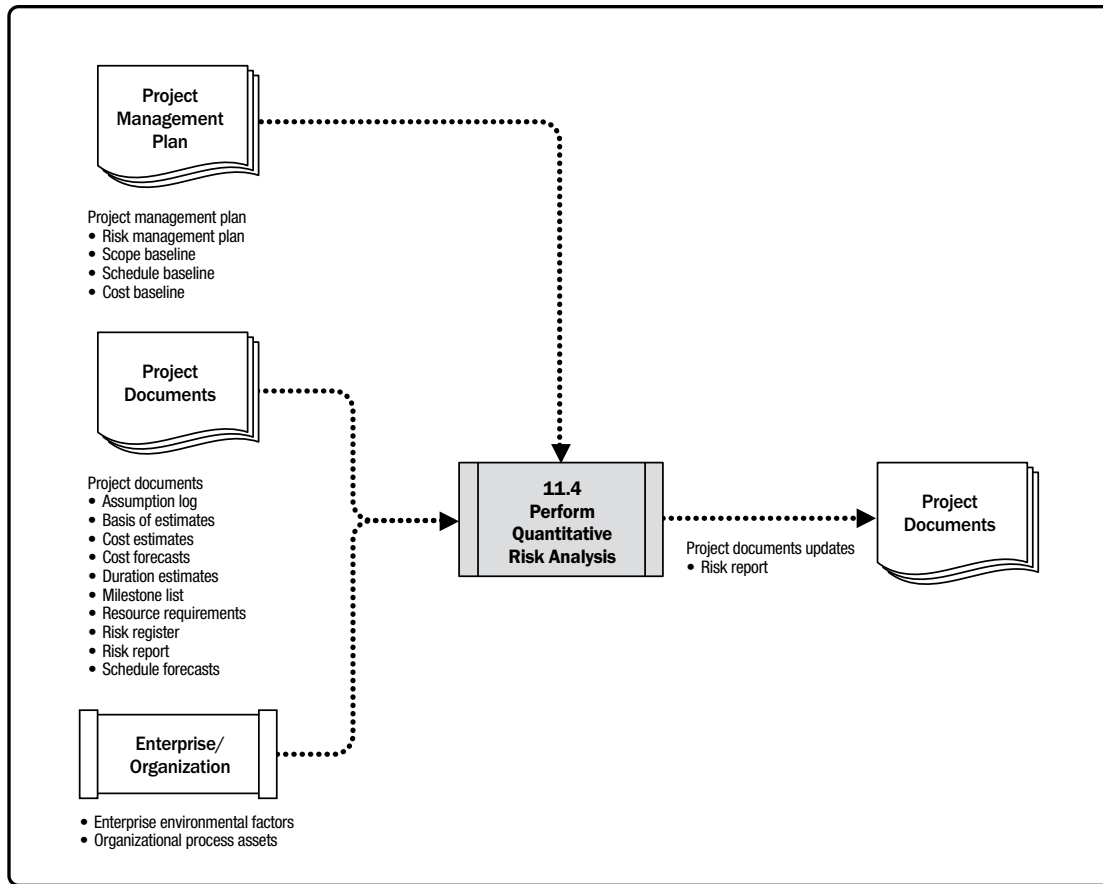 Project
Management
Plan
Project management plan
• Risk management plan
• Scope baseline
• Schedule baseline
• Cost baseline
Project
Documents
Project documents
• Assumption log
• Basis of estimates
• Cost estimates
• Cost forecasts
• Duration estimates
• Milestone list
• Resource requirements
• Risk register
• Risk report
• Schedule forecasts
Enterprise/
Organization
• Enterprise environmental factors
• Organizational process assets
11.4
Perform
Quantitative
Risk Analysis
Project documents updates
• Risk report
Project
Documents